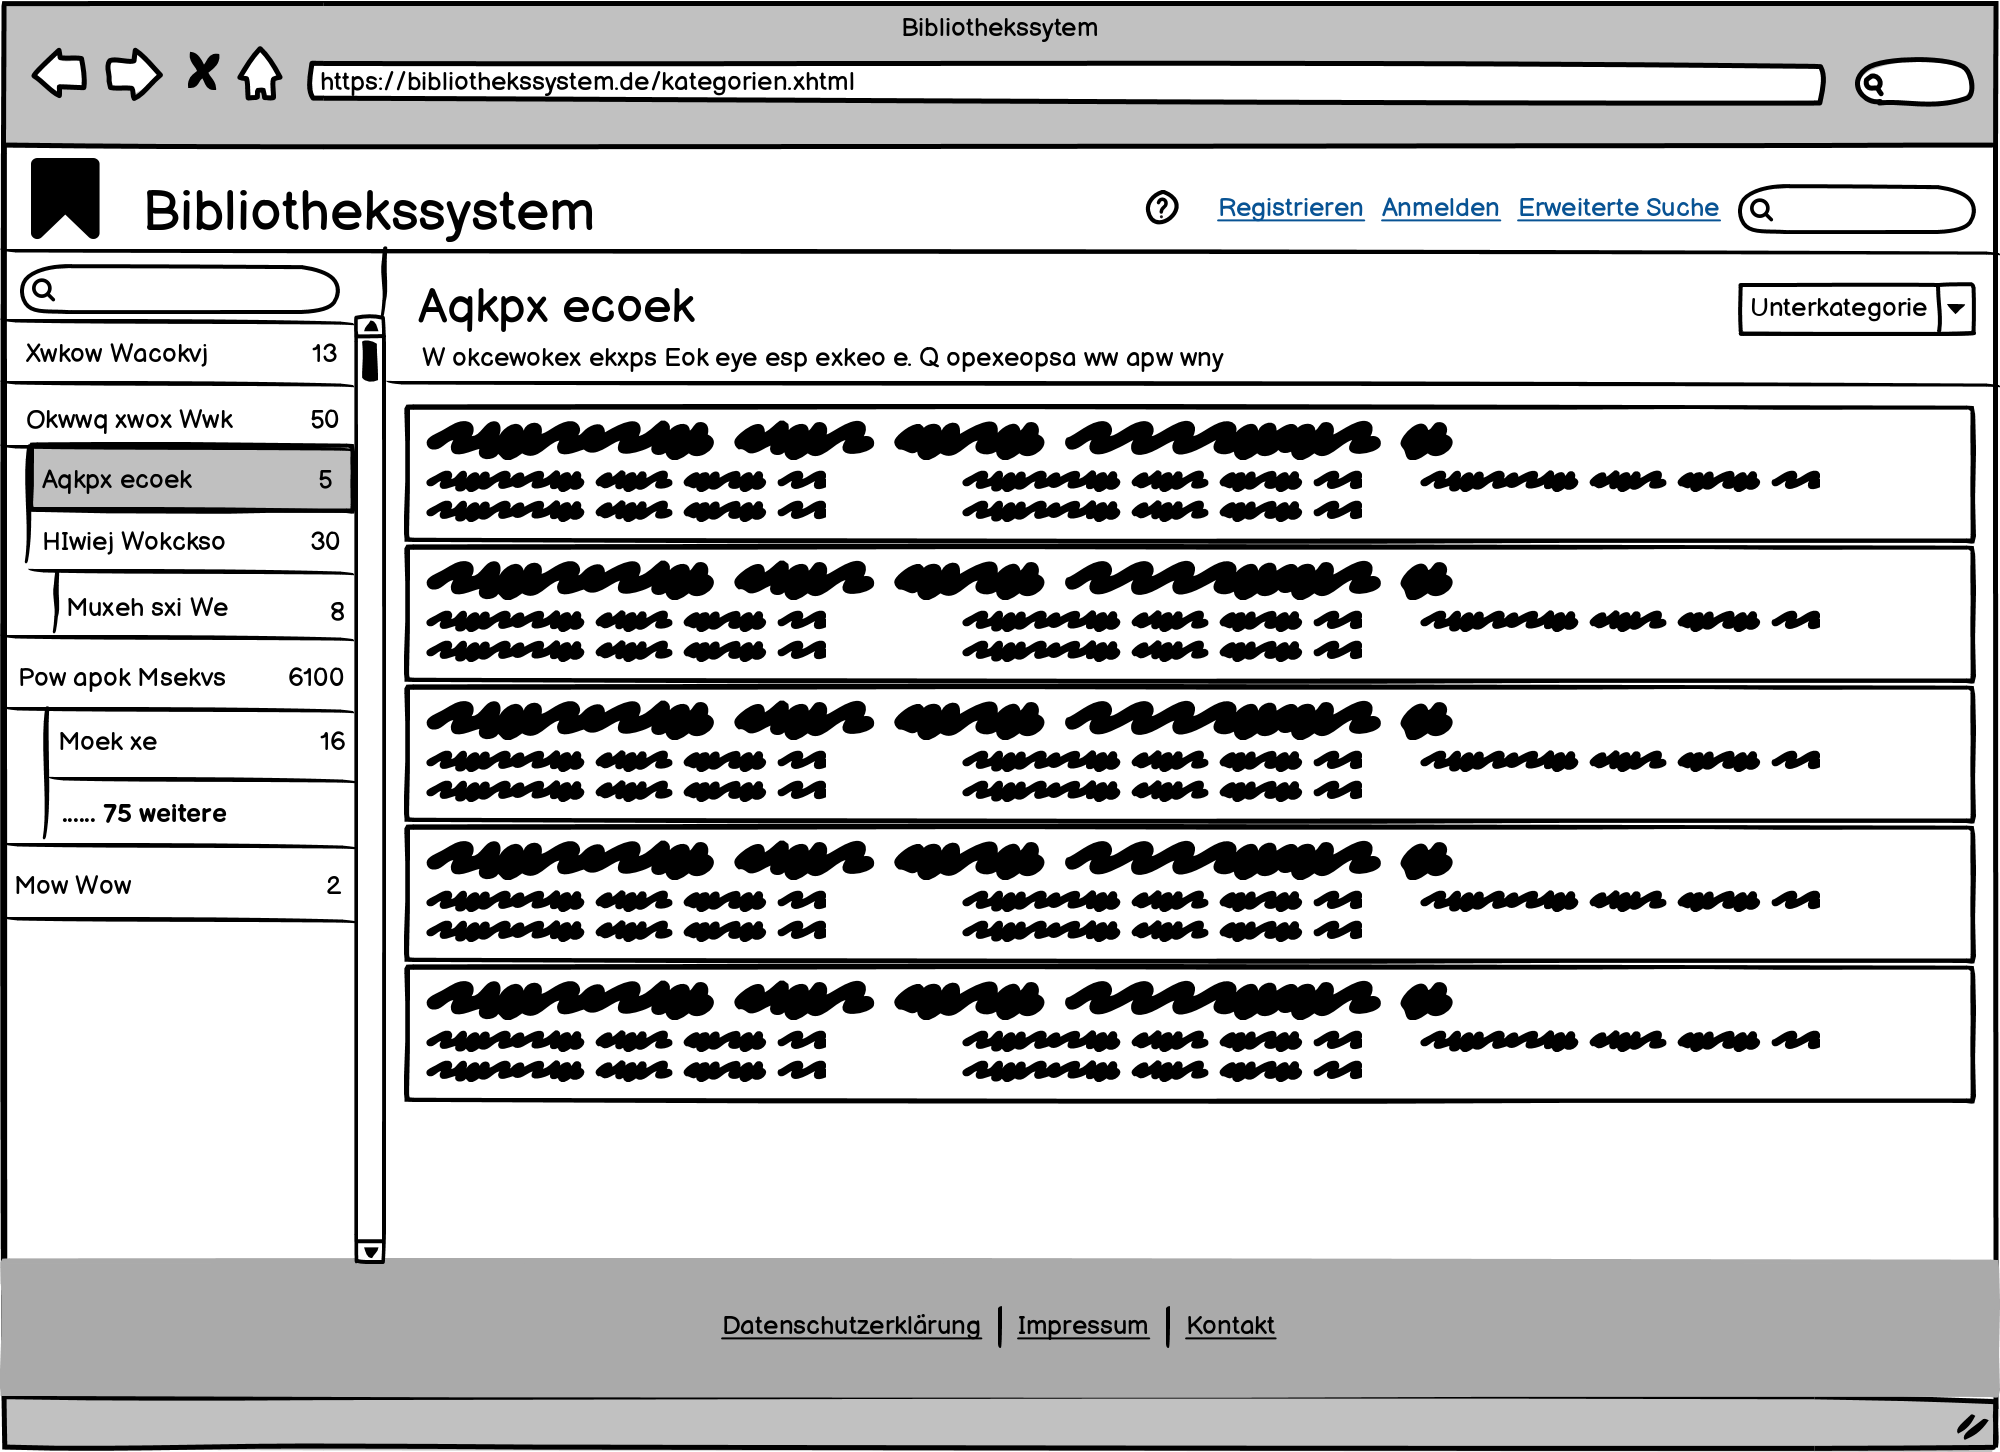 Bibliothekssytem
https://bibliothekssystem.de/kategorien.xhtml
Bibliothekssystem
? Registrieren Anmelden Erweiterte Suche
Aqkpx ecoek
Unterkategorie
W okcewokex ekxps Eok eye esp exkeo e. Q opexeopsa ww apw wny
Xwkow Wacokvj 13
Okwwq xwox Wwk 50
Aqkpx ecoek 5
HIwiej Wokckso 30
Muxeh sxi We 8
Pow apok Msekvs 6100
Moek xe 16
...... 75 weitere
Mow Wow 2
Datenschutzerklärung | Impressum | Kontakt